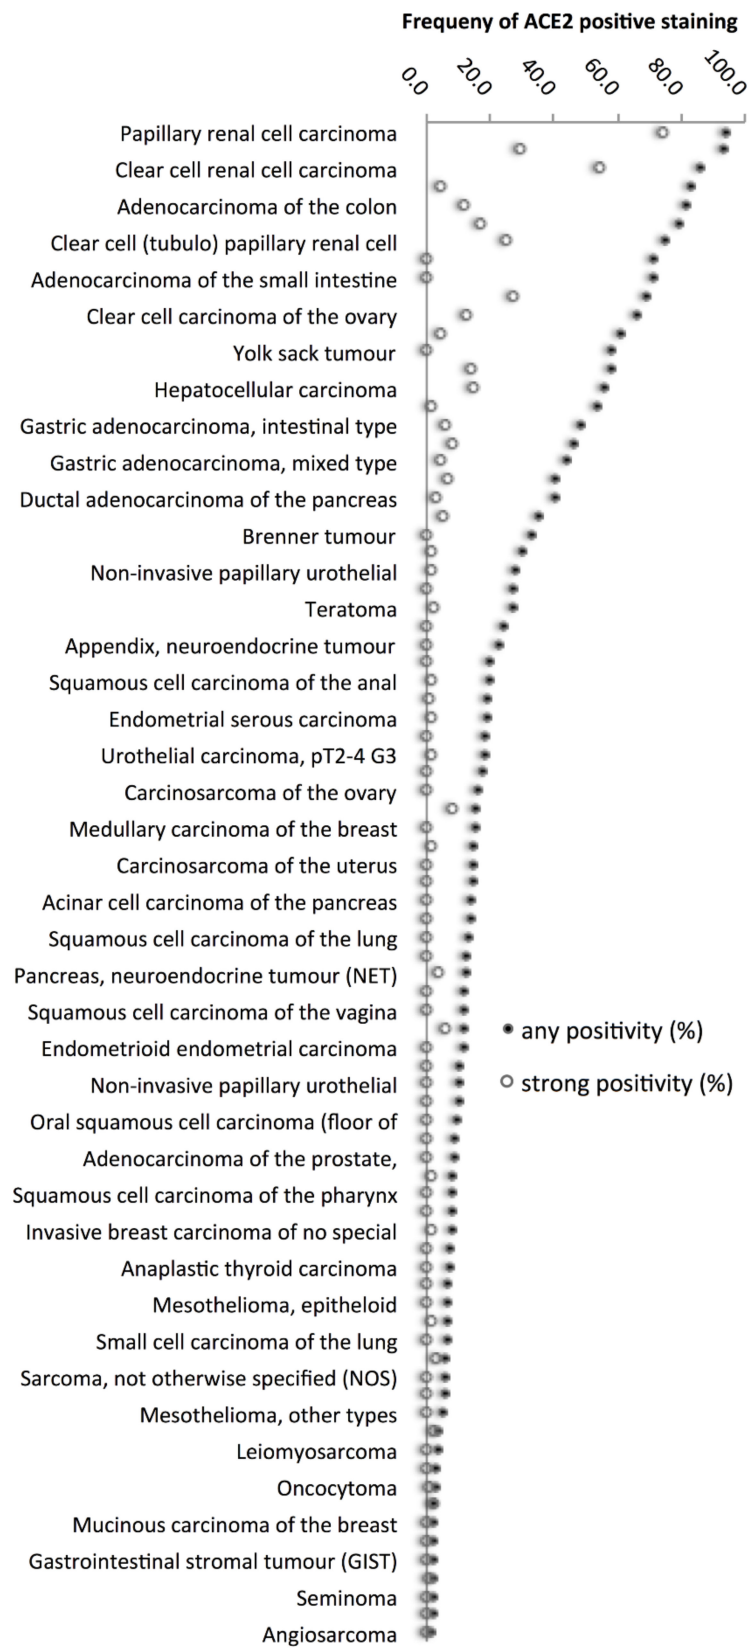 Frequeny of ACE2 positive staining
0.0
20.0
40.0
60.0
80.0
100.0
Papillary renal cell carcinoma
Clear cell renal cell carcinoma
Adenocarcinoma of the colon
Clear cell (tubulo) papillary renal cell
Adenocarcinoma of the small intestine
Clear cell carcinoma of the ovary
Yolk sack tumour
Hepatocellular carcinoma
Gastric adenocarcinoma, intestinal type
Gastric adenocarcinoma, mixed type
Ductal adenocarcinoma of the pancreas
Brenner tumour
Non-invasive papillary urothelial
Teratoma
Appendix, neuroendocrine tumour
Squamous cell carcinoma of the anal
Endometrial serous carcinoma
Urothelial carcinoma, pT2-4 G3
Carcinosarcoma of the ovary
Medullary carcinoma of the breast
Carcinosarcoma of the uterus
Acinar cell carcinoma of the pancreas
Squamous cell carcinoma of the lung
Pancreas, neuroendocrine tumour (NET)
Squamous cell carcinoma of the vagina
any positivity (%)
Endometrioid endometrial carcinoma
Non-invasive papillary urothelial
strong positivity (%)
Oral squamous cell carcinoma (floor of
Adenocarcinoma of the prostate,
Squamous cell carcinoma of the pharynx
Invasive breast carcinoma of no special
Anaplastic thyroid carcinoma
Mesothelioma, epitheloid
Small cell carcinoma of the lung
Sarcoma, not otherwise specified (NOS)
Mesothelioma, other types
Leiomyosarcoma
Oncocytoma
Mucinous carcinoma of the breast
Gastrointestinal stromal tumour (GIST)
Seminoma
Angiosarcoma